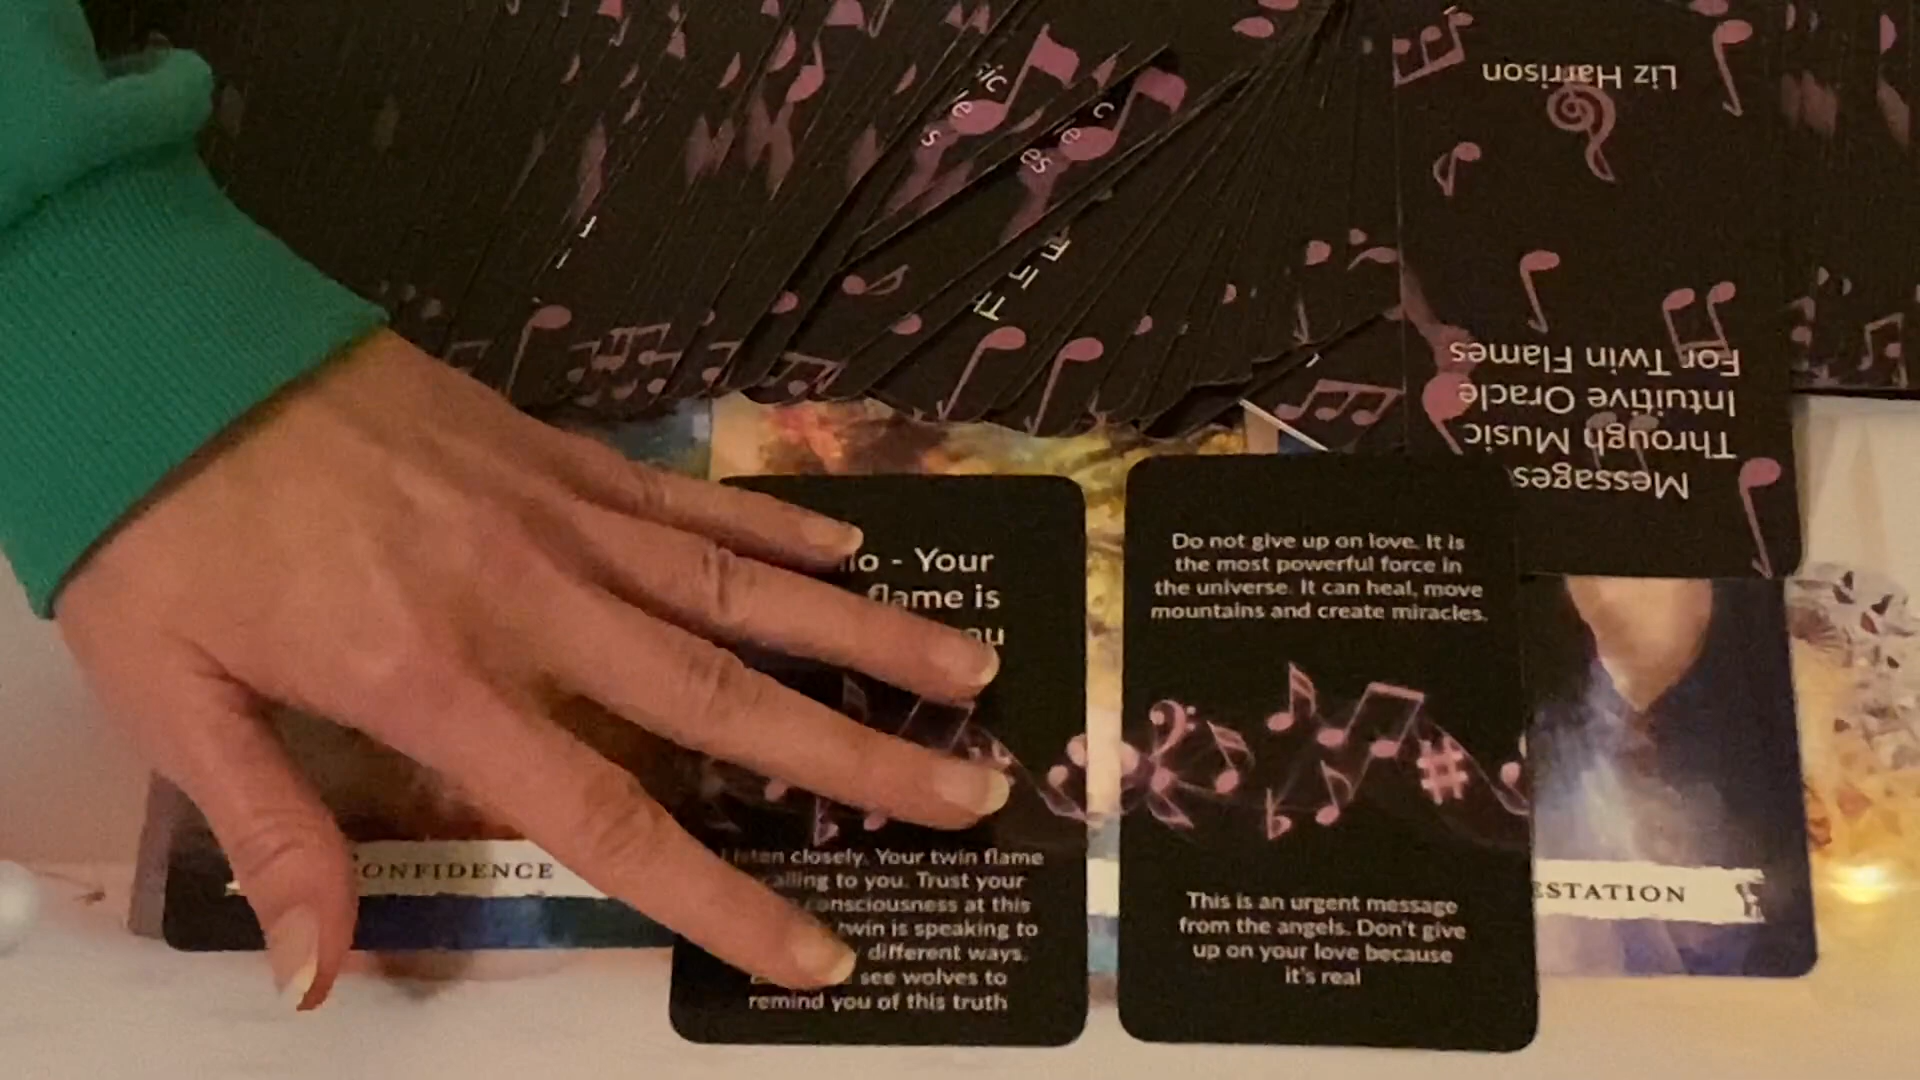 Liz Harrison
Messages
Through Music
Intuitive Oracle
For Twin Flames
sic
le
s
c
e
es
- Your
flame is
closely. Your twin flame
calling to you. Trust your
consciousness at this
twin is speaking to
different ways.
see wolves to
remind you of this truth
Do not give up on love. It is
the most powerful force in
the universe. It can heal, move
mountains and create miracles.
This is an urgent message
from the angels. Don't give
up on your love because
it's real
CONFIDENCE
ESTATION